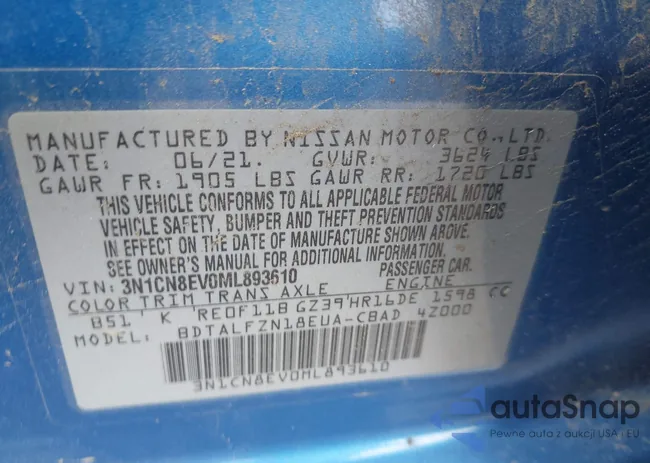 MANUFACTURED BY NISSAN MOTOR CO., LTD.
DATE: 06/21. GVWR: 3624 LBS
GAWR FR: 1905 LBS GAWR RR: 1720 LBS
THIS VEHICLE CONFORMS TO ALL APPLICABLE FEDERAL MOTOR
VEHICLE SAFETY, BUMPER AND THEFT PREVENTION STANDARDS
IN EFFECT ON THE DATE OF MANUFACTURE SHOWN ABOVE.
SEE OWNER'S MANUAL FOR ADDITIONAL INFORMATION.
VIN: 3N1CN8EV0ML893610 PASSENGER CAR.
COLOR TRIM TRANS AXLE ENGINE
B51 K RE0F11B GZ39 HR16DE 1598 CC
BDTALFZN18EUA-CBAD 4Z000
3N1CN8EV0ML893610
autoSnap
Pewne auta z aukcji USA i EU